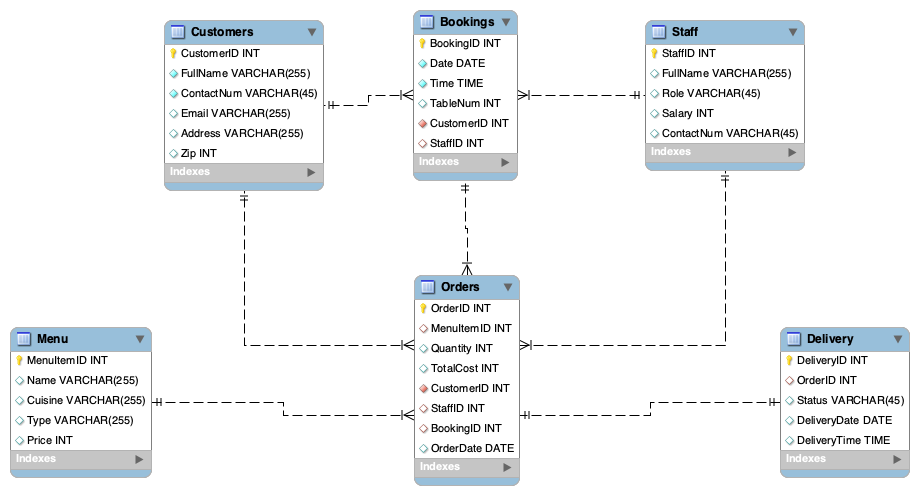 Customers
CustomerID INT
FullName VARCHAR(255)
ContactNum VARCHAR(45)
Email VARCHAR(255)
Address VARCHAR(255)
Zip INT
Indexes
Bookings
BookingID INT
Date DATE
Time TIME
TableNum INT
CustomerID INT
StaffID INT
Indexes
Staff
StaffID INT
FullName VARCHAR(255)
Role VARCHAR(45)
Salary INT
ContactNum VARCHAR(45)
Indexes
Menu
MenuItemID INT
Name VARCHAR(255)
Cuisine VARCHAR(255)
Type VARCHAR(255)
Price INT
Indexes
Orders
OrderID INT
MenuItemID INT
Quantity INT
TotalCost INT
CustomerID INT
StaffID INT
BookingID INT
OrderDate DATE
Indexes
Delivery
DeliveryID INT
OrderID INT
Status VARCHAR(45)
DeliveryDate DATE
DeliveryTime TIME
Indexes